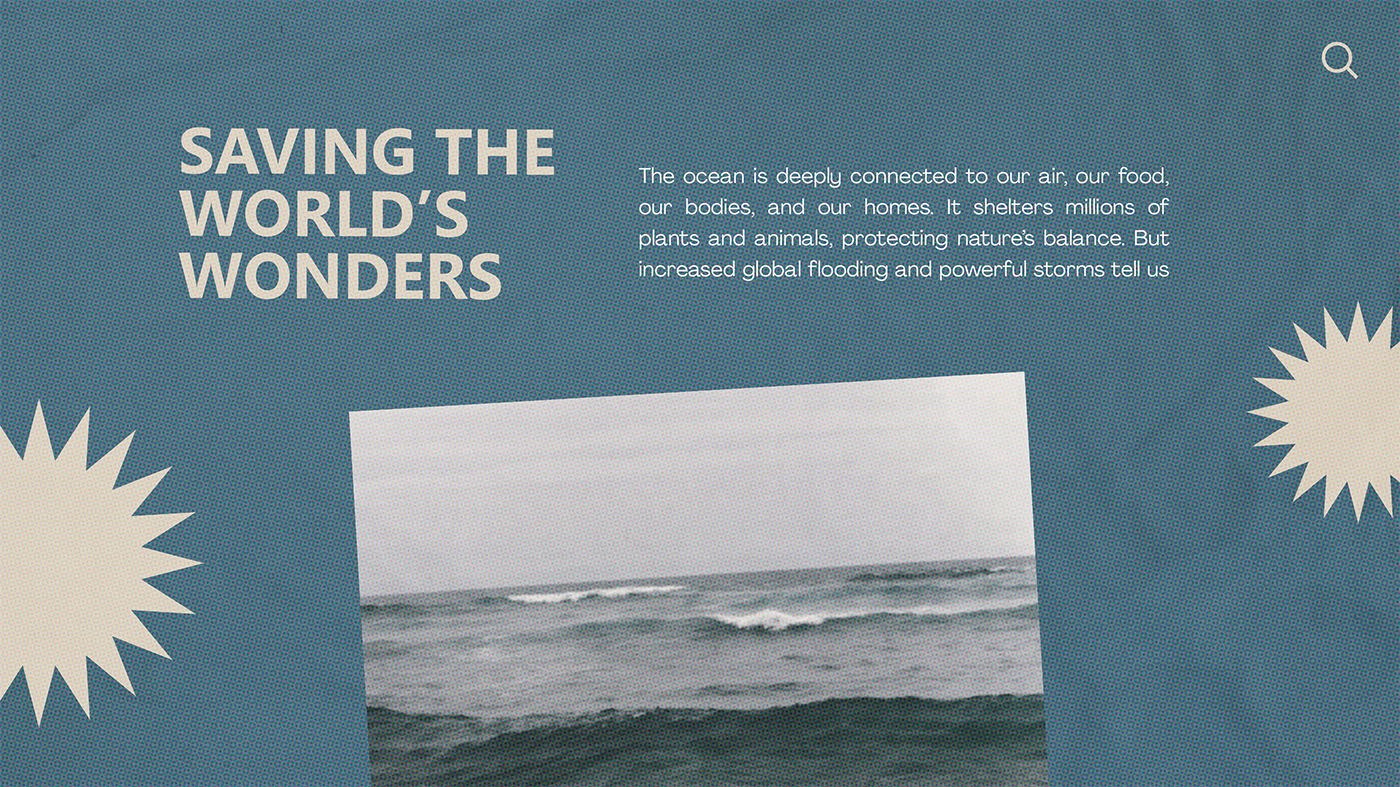 SAVING THE
WORLD’S
WONDERS
The ocean is deeply connected to our air, our food,
our bodies, and our homes. It shelters millions of
plants and animals, protecting nature’s balance. But
increased global flooding and powerful storms tell us